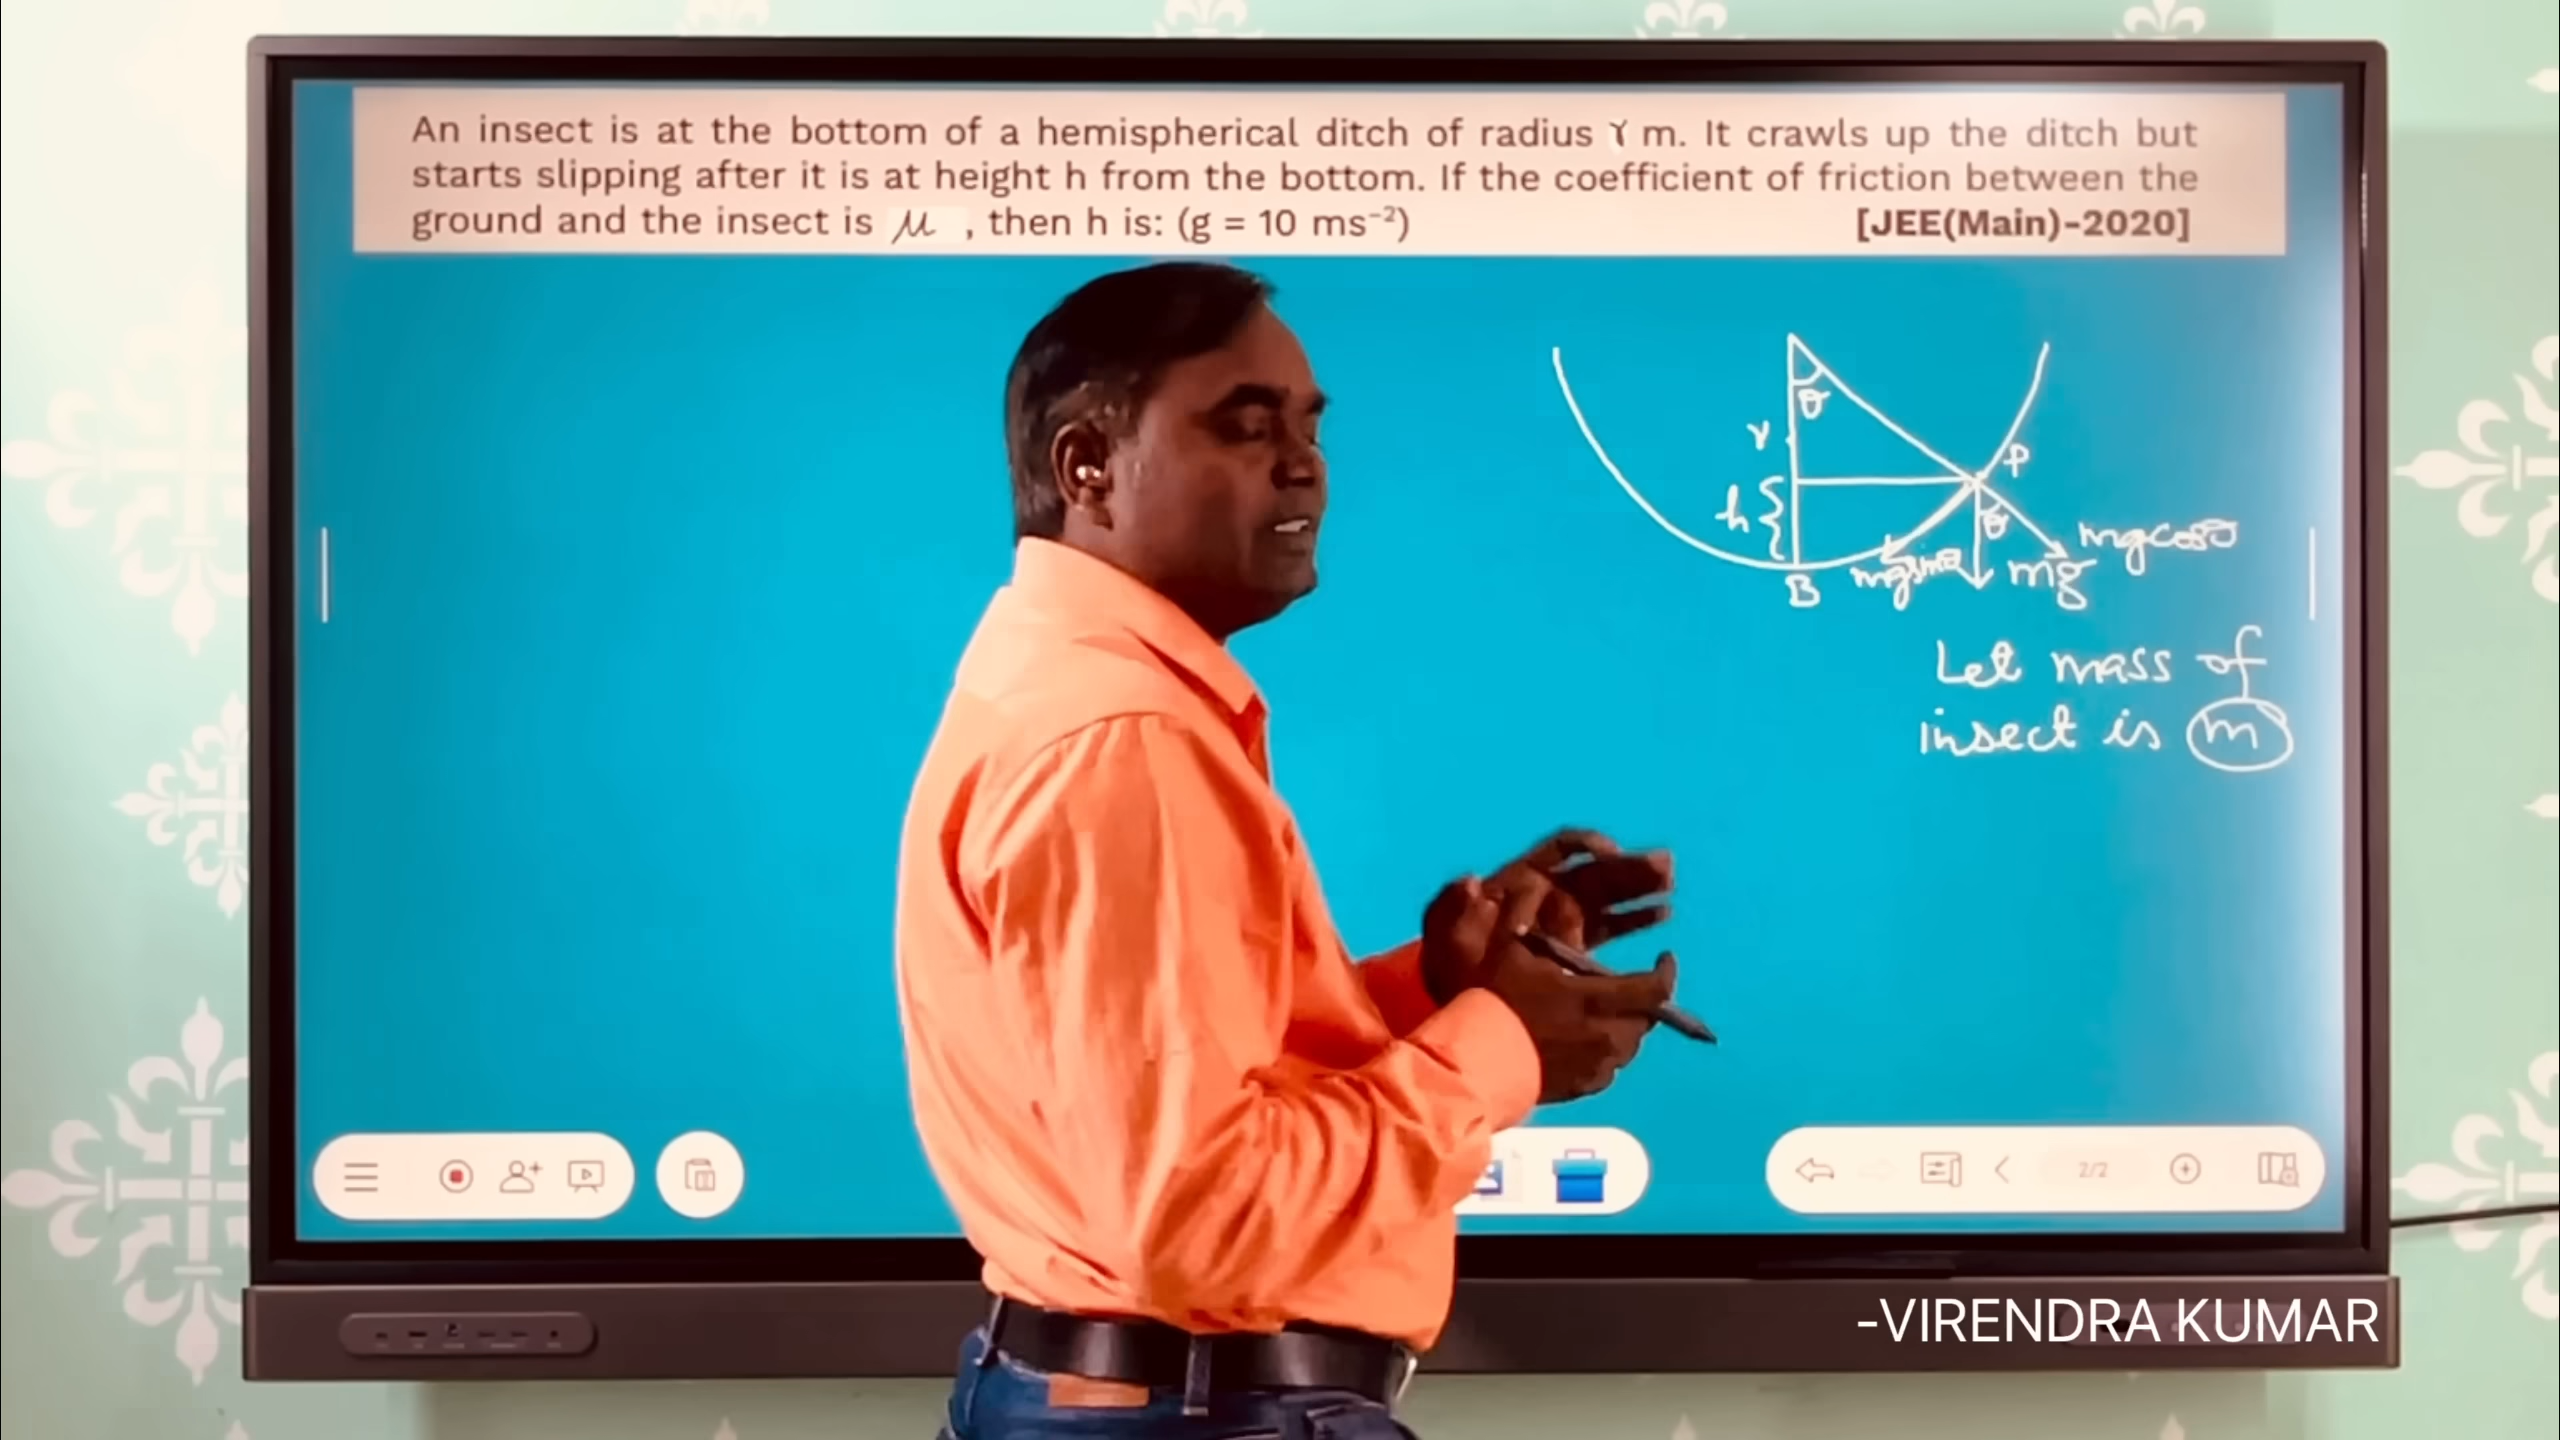 An insect is at the bottom of a hemispherical ditch of radius r m. It crawls up the ditch but
starts slipping after it is at height h from the bottom. If the coefficient of friction between the
ground and the insect is μ , then h is: (g = 10 ms⁻²) [JEE(Main)-2020]
θ
r
P
h
θ
mgcosθ
mgsinθ
mg
B
Let mass of
insect is m
2/2
-VIRENDRA KUMAR